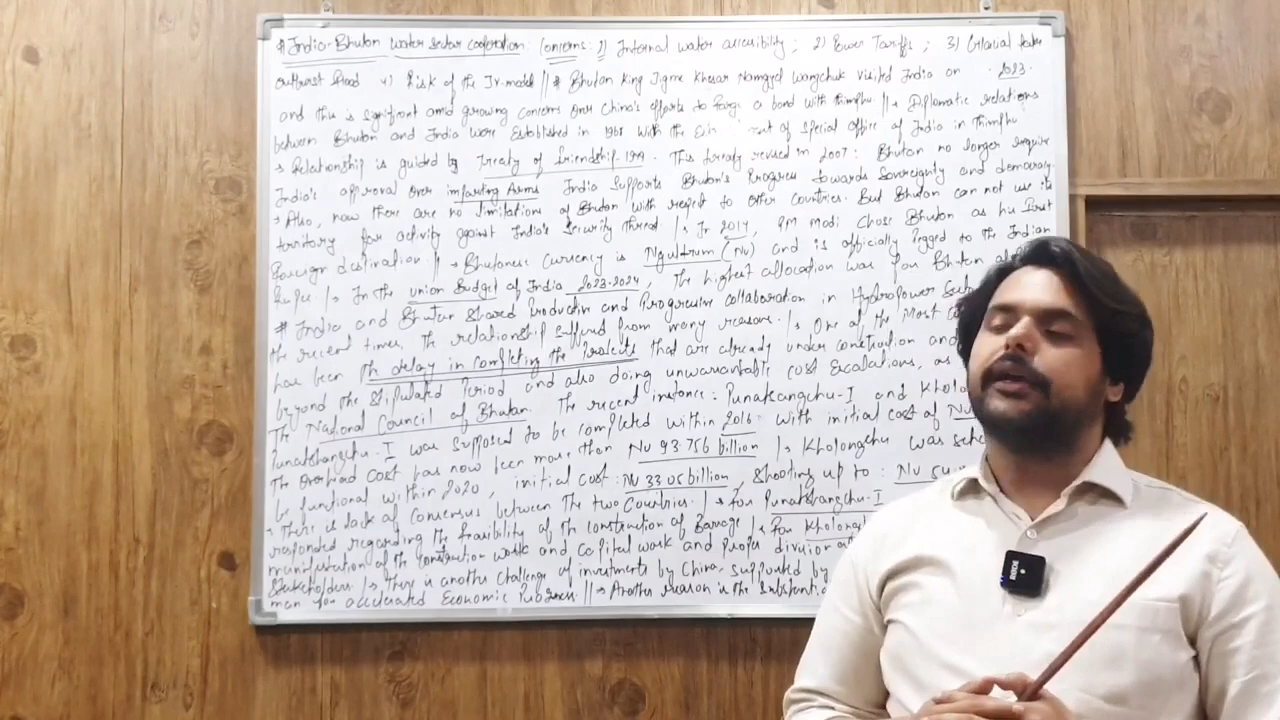 # India-Bhutan Water Sector Cooperation: Concerns: 1) Internal water accessibility; 2) Power Tariffs; 3) Glacial lake
outburst flood 4) Risk of the JV-model || # Bhutan King Jigme Khesar Namgyel Wangchuk visited India on 2023
and this is significant amid growing concerns over China's efforts to forge a bond with Thimphu. || → Diplomatic relations
between Bhutan and India were Established in 1968 with the of Special office of India in Thimphu
→ Relationship is guided by Treaty of friendship-1949. This treaty revised in 2007: Bhutan no longer require
India's approval over importing Arms India Supports Bhutan's Progress towards Sovereignty and democracy.
→ Also, now there are no limitations of Bhutan with respect to other countries. But Bhutan can not use its
territory for activity against India's Security thread | → In 2014, PM Modi Chose Bhutan as his First
Foreign destination. || → Bhutanese Currency is Ngultrum (NU) and is officially Pegged to the Indian
Rupee. | → In the union Budget of India 2023-2024, The highest allocation was for Bhutan
# India and Bhutan Shared Productive and Progressive collaboration in Hydropower
the recent times, The relationship suffered from many reasons. | → One of the Most
has been th delay in completing the Projects that are already under construction and
beyond the Stipulated Period and also doing unwarrantable cost Escalations, as
The National Council of Bhutan. The recent instance: Punatsangchu-I and
Punatshangchu-I was supposed to be completed within 2016 with initial cost of NU
The overhead Cost has now been more than NU 93.756 billion | → Kholongchu was
be functional within 2020, initial cost: NU 33.05 billion, shooting up to: NU
→ There is lack of consensus between The two Countries. | → for Punatshangchu-I
responded regarding the feasibility of th construction of Barage | → For
manifestation of the construction work and capital work and proper division
Stakeholders | → There is another challenge of investments by China, supported by
man for accelerated Economic Progress. || → Another reason is the